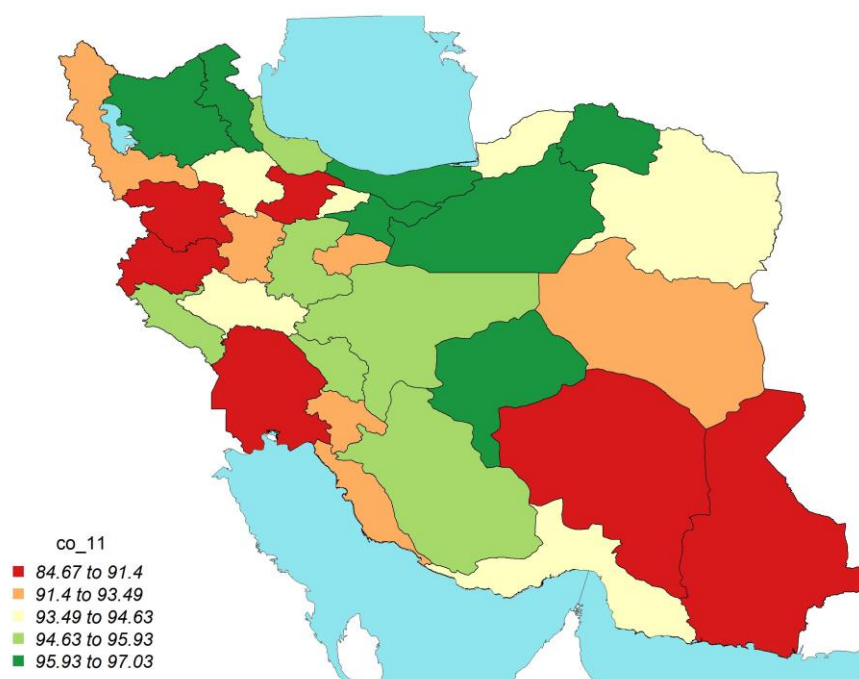 co_11
84.67 to 91.4
91.4 to 93.49
93.49 to 94.63
94.63 to 95.93
95.93 to 97.03